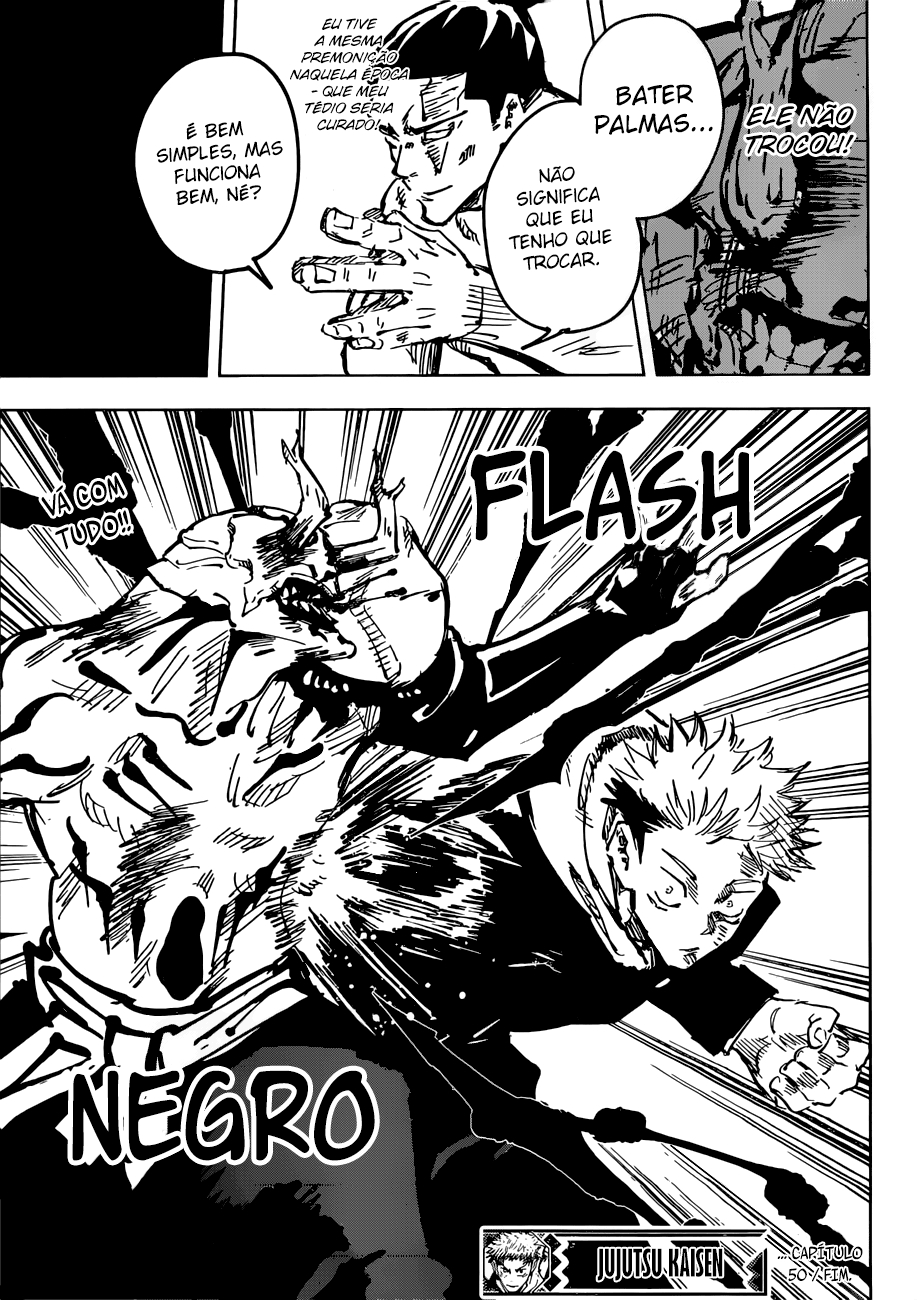 ELE NÃO
TROCOU!
BATER
PALMAS...
NÃO
SIGNIFICA
QUE EU
TENHO QUE
TROCAR.
EU TIVE
A MESMA
PREMONIÇÃO
NAQUELA ÉPOCA
- QUE MEU
TÉDIO SERIA
CURADO!
É BEM
SIMPLES, MAS
FUNCIONA
BEM, NÉ?
FLASH
VÁ COM
TUDO!!
NEGRO
JUJUTSU KAISEN
...CAPÍTULO
50 / FIM.